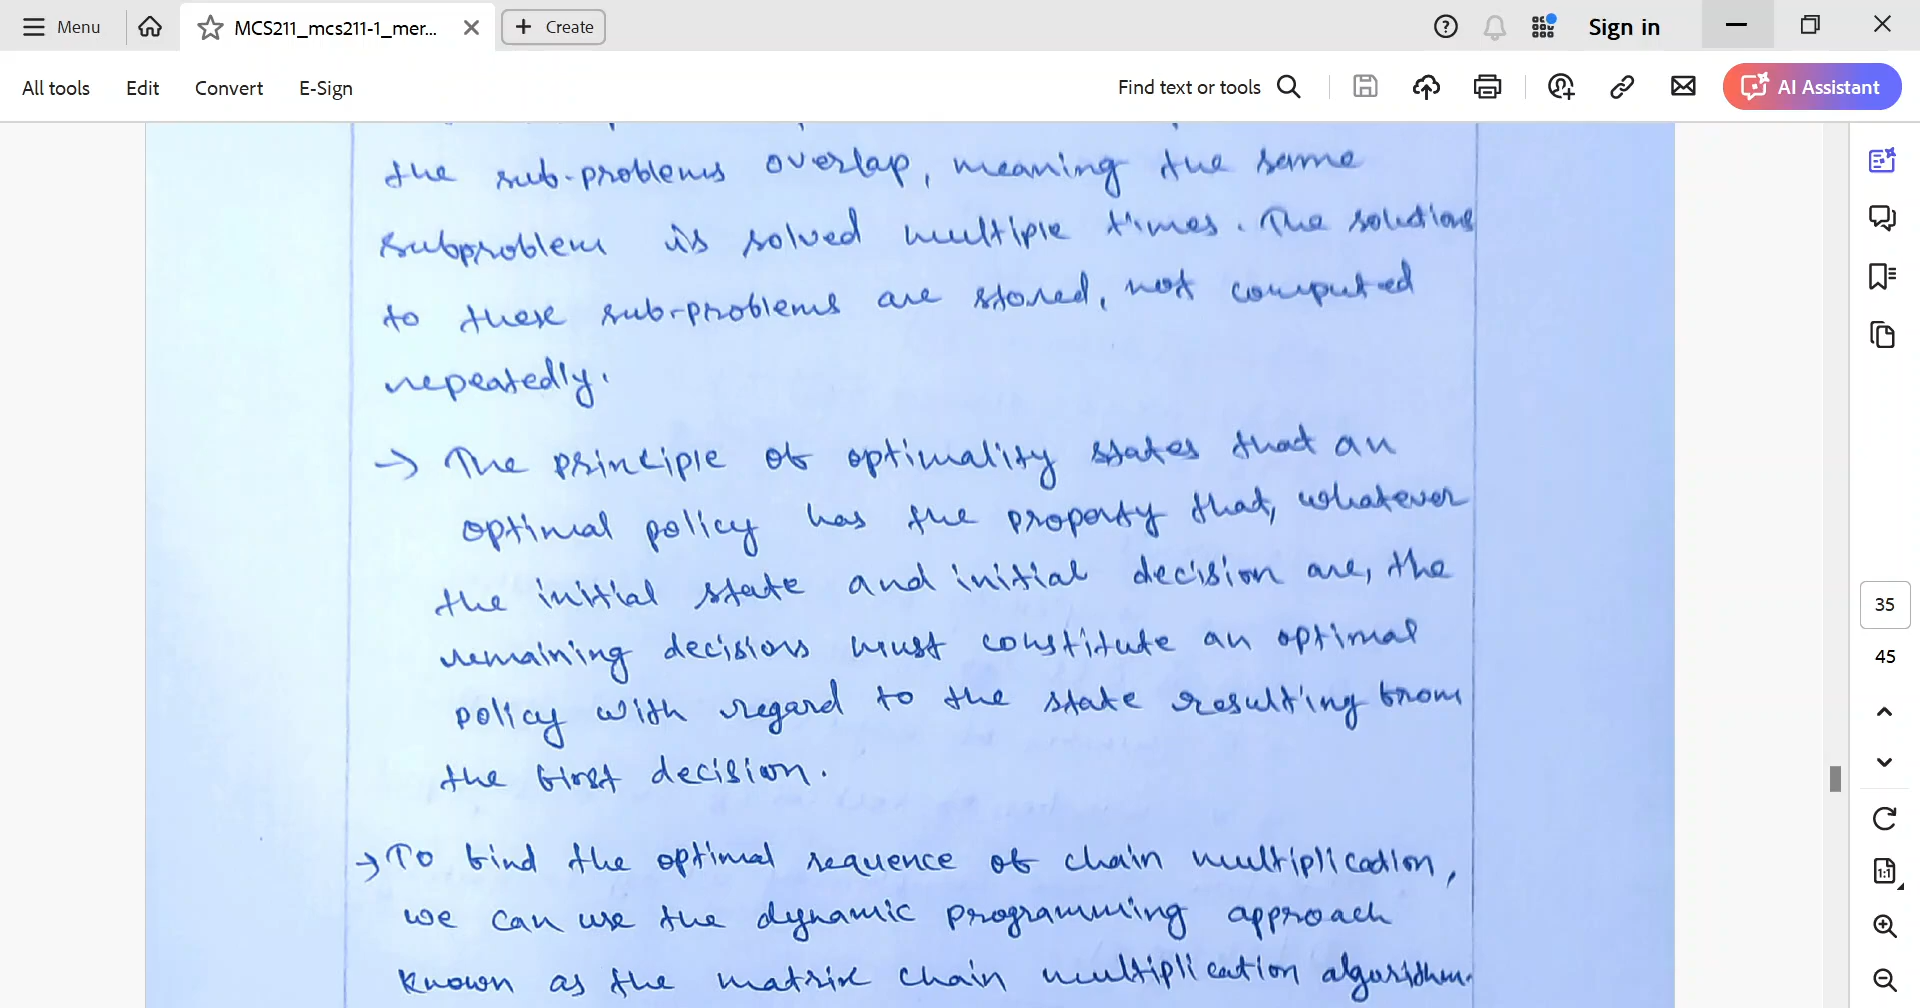 Menu
MCS211_mcs211-1_mer...
Create
Sign in
All tools
Edit
Convert
E-Sign
Find text or tools
AI Assistant
the sub-problems overlap, meaning the same
subproblem is solved multiple times. The solutions
to these sub-problems are stored, not computed
repeatedly.
→ The principle of optimality states that an
optimal policy has the property that, whatever
the initial state and initial decision are, the
remaining decisions must constitute an optimal
policy with regard to the state resulting from
the first decision.
→ To find the optimal sequence of chain multiplication,
we can use the dynamic programming approach
known as the matrix chain multiplication algorithm.
35
45
1:1